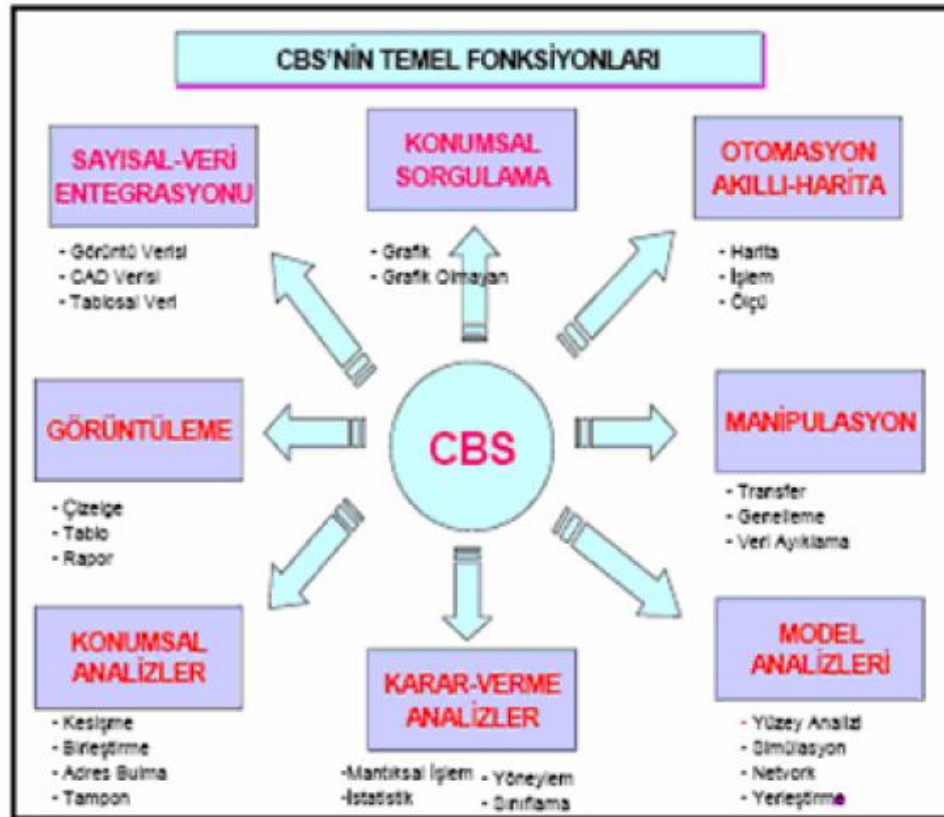 CBS'NİN TEMEL FONKSİYONLARI
SAYISAL-VERİ
ENTEGRASYONU
- Görüntü Verisi
- CAD Verisi
- Tablosal Veri
KONUMSAL
SORGULAMA
- Grafik
- Grafik Olmayan
OTOMASYON
AKILLI-HARİTA
- Harita
- İşlem
- Ölçü
GÖRÜNTÜLEME
- Çizelge
- Tablo
- Rapor
CBS
MANİPULASYON
- Transfer
- Genelleme
- Veri Ayıklama
KONUMSAL
ANALİZLER
- Kesişme
- Birleştirme
- Adres Bulma
- Tampon
KARAR-VERME
ANALİZLER
-Mantıksal İşlem
-İstatistik
- Yöneylem
- Sınıflama
MODEL
ANALİZLERİ
- Yüzey Analizi
- Simülasyon
- Network
- Yerleştirme